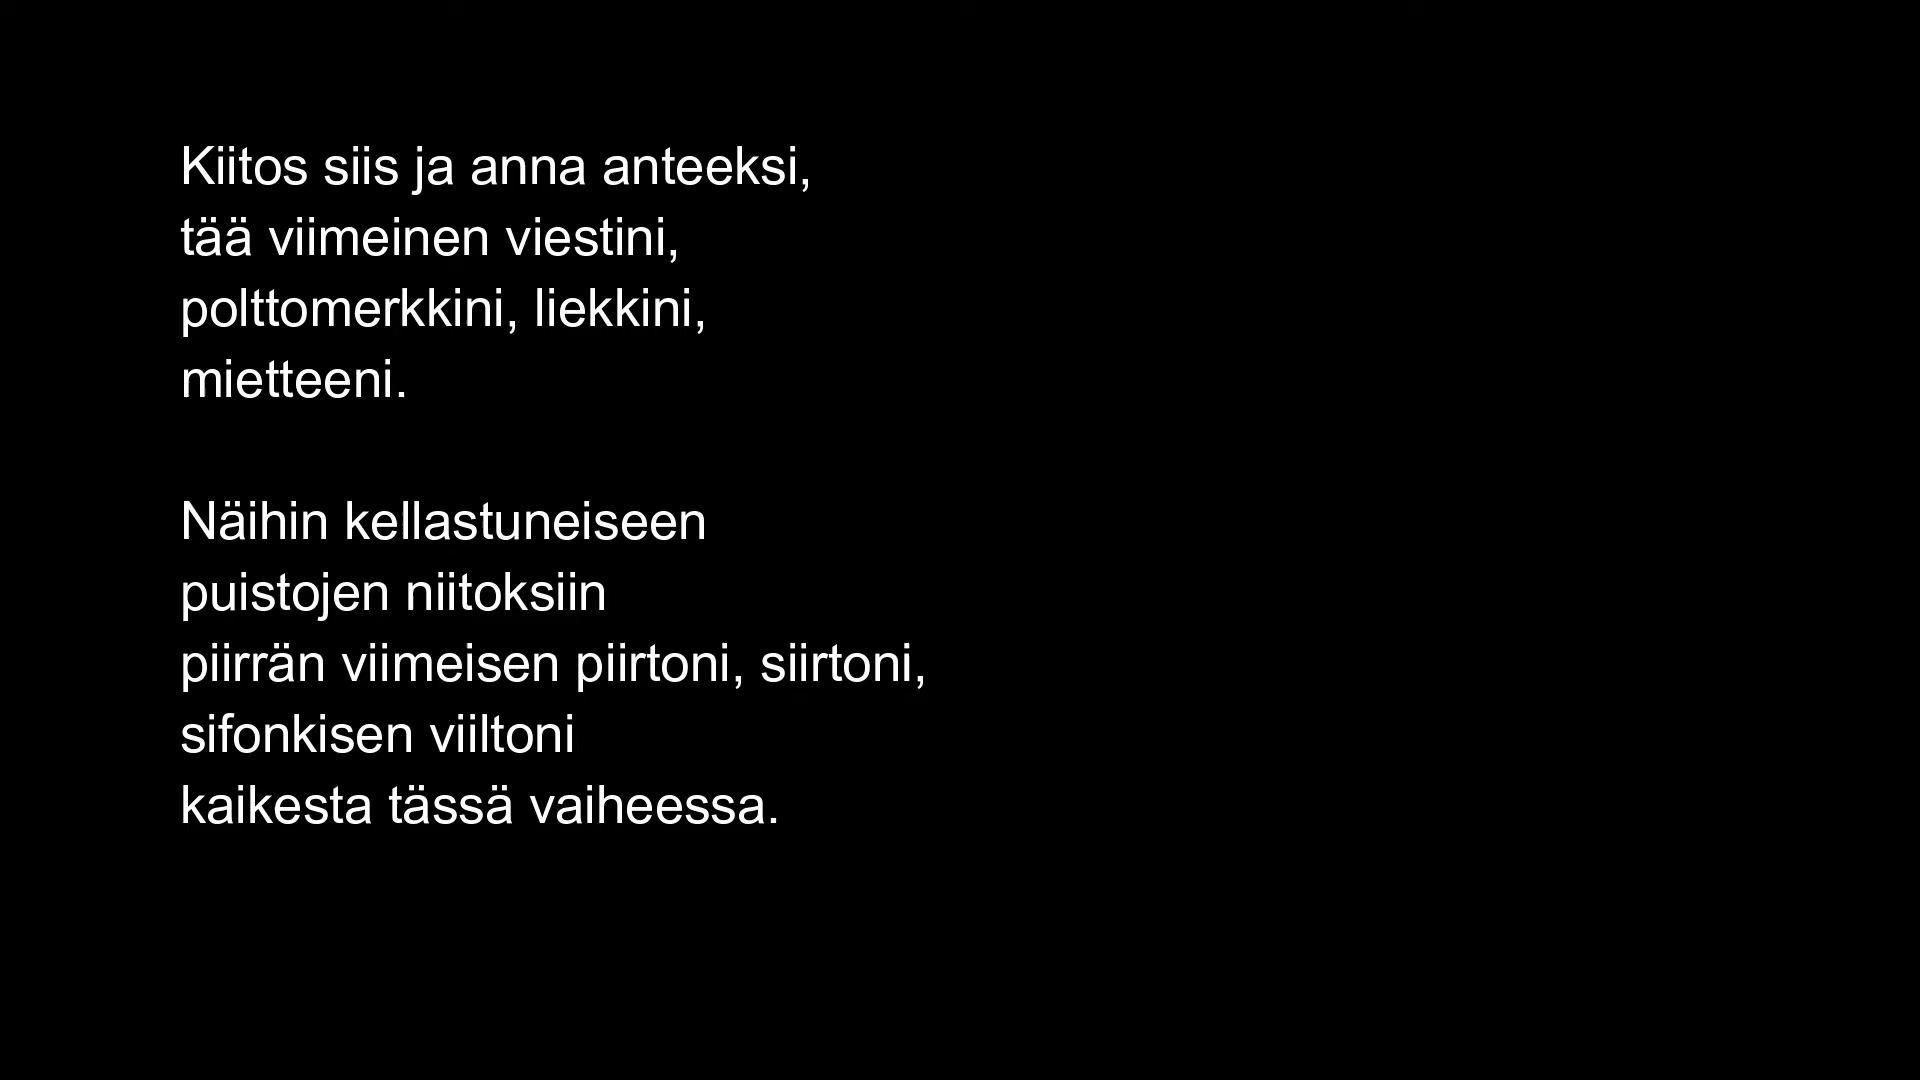 Kiitos siis ja anna anteeksi,
tää viimeinen viestini,
polttomerkkini, liekkini,
mietteeni.
Näihin kellastuneiseen
puistojen niitoksiin
piirrän viimeisen piirtoni, siirtoni,
sifonkisen viiltoni
kaikesta tässä vaiheessa.